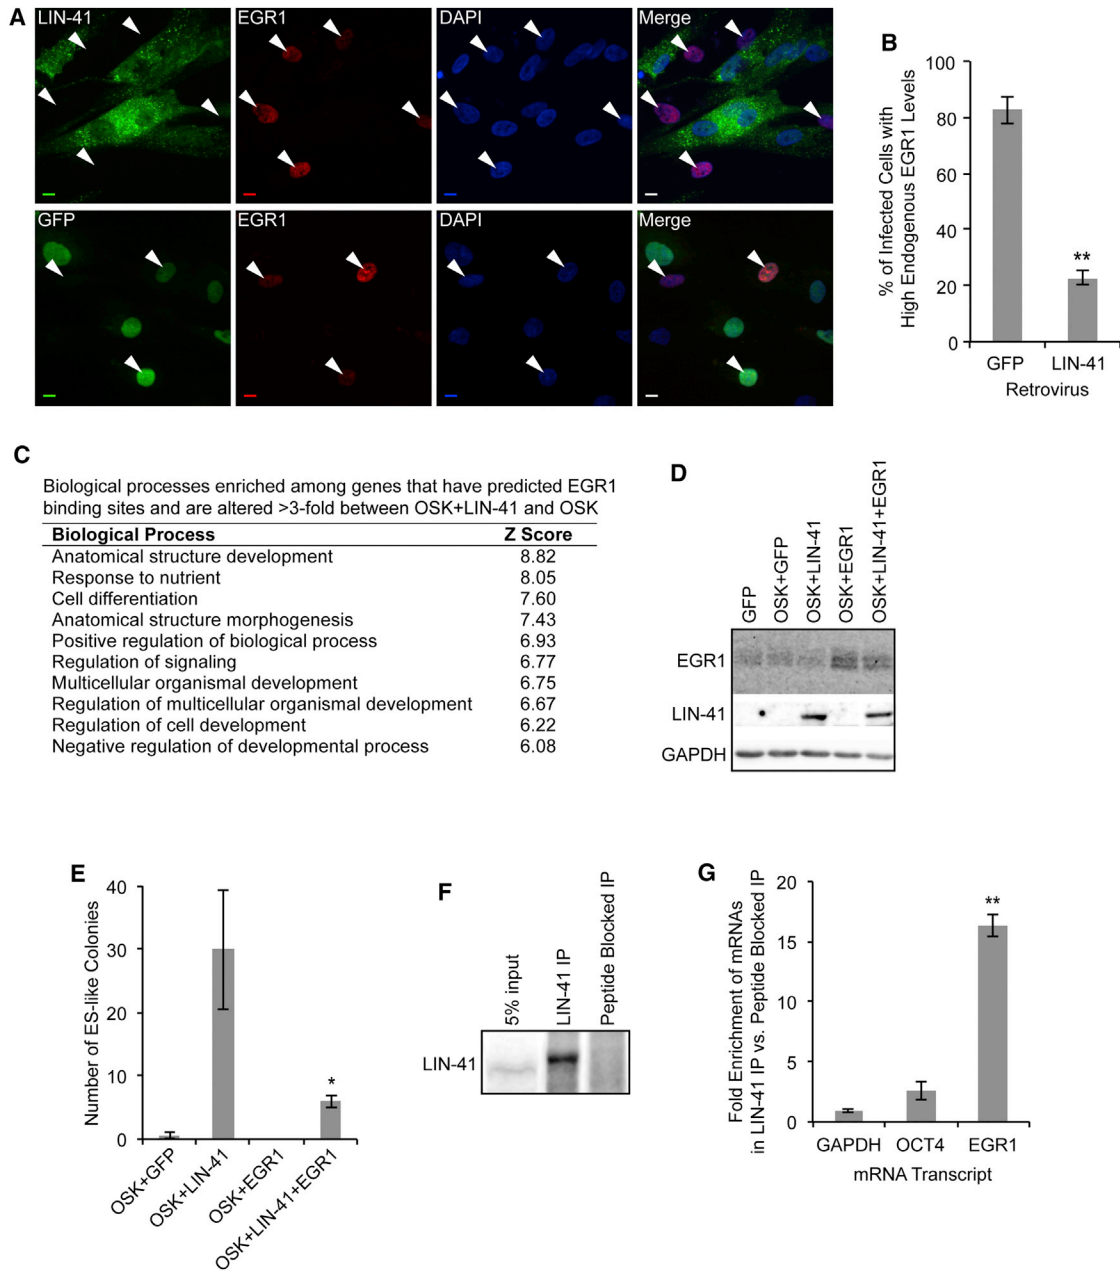 A
LIN-41
EGR1
DAPI
Merge
GFP
EGR1
DAPI
Merge
B
% of Infected Cells with
High Endogenous EGR1 Levels
100
80
60
40
20
0
**
GFP
LIN-41
Retrovirus
C
Biological processes enriched among genes that have predicted EGR1
binding sites and are altered >3-fold between OSK+LIN-41 and OSK
Biological Process Z Score
Anatomical structure development 8.82
Response to nutrient 8.05
Cell differentiation 7.60
Anatomical structure morphogenesis 7.43
Positive regulation of biological process 6.93
Regulation of signaling 6.77
Multicellular organismal development 6.75
Regulation of multicellular organismal development 6.67
Regulation of cell development 6.22
Negative regulation of developmental process 6.08
D
GFP
OSK+GFP
OSK+LIN-41
OSK+EGR1
OSK+LIN-41+EGR1
EGR1
LIN-41
GAPDH
E
Number of ES-like Colonies
40
30
20
10
0
*
OSK+GFP
OSK+LIN-41
OSK+EGR1
OSK+LIN-41+EGR1
F
5% input
LIN-41 IP
Peptide Blocked IP
LIN-41
G
Fold Enrichment of mRNAs
in LIN-41 IP vs. Peptide Blocked IP
20
15
10
5
0
**
GAPDH
OCT4
EGR1
mRNA Transcript